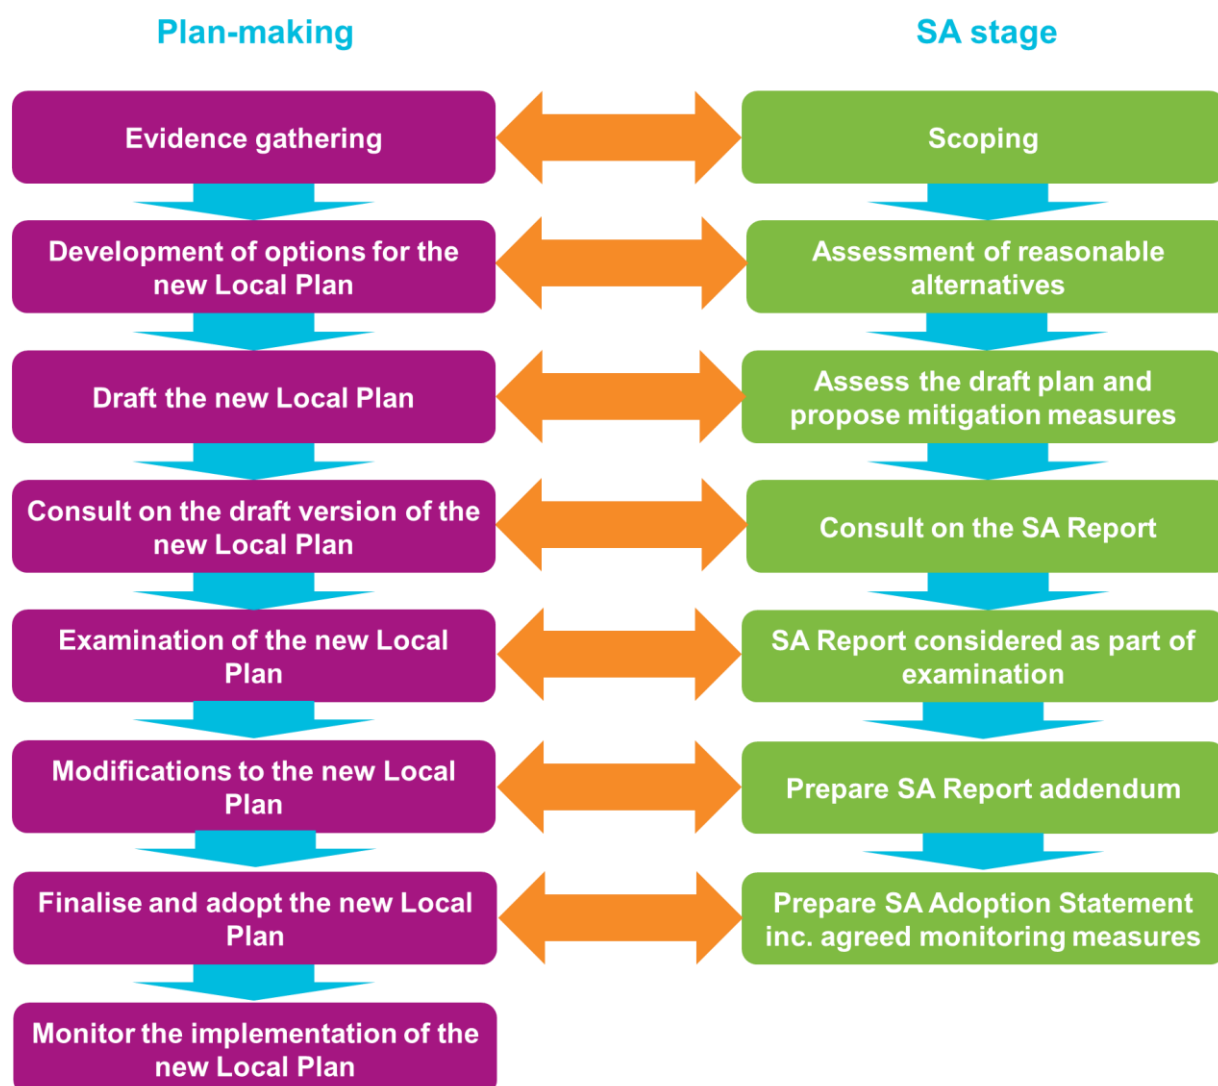 Plan-making
SA stage
Evidence gathering
Scoping
Development of options for the
new Local Plan
Assessment of reasonable
alternatives
Draft the new Local Plan
Assess the draft plan and
propose mitigation measures
Consult on the draft version of the
new Local Plan
Consult on the SA Report
Examination of the new Local
Plan
SA Report considered as part of
examination
Modifications to the new Local
Plan
Prepare SA Report addendum
Finalise and adopt the new Local
Plan
Prepare SA Adoption Statement
inc. agreed monitoring measures
Monitor the implementation of the
new Local Plan